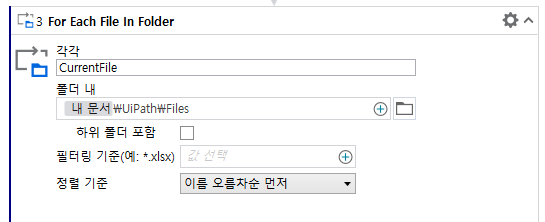 3 For Each File In Folder
각각
CurrentFile
폴더 내
내 문서₩UiPath₩Files
하위 폴더 포함
필터링 기준(예: *.xlsx) 값 선택
정렬 기준 이름 오름차순 먼저